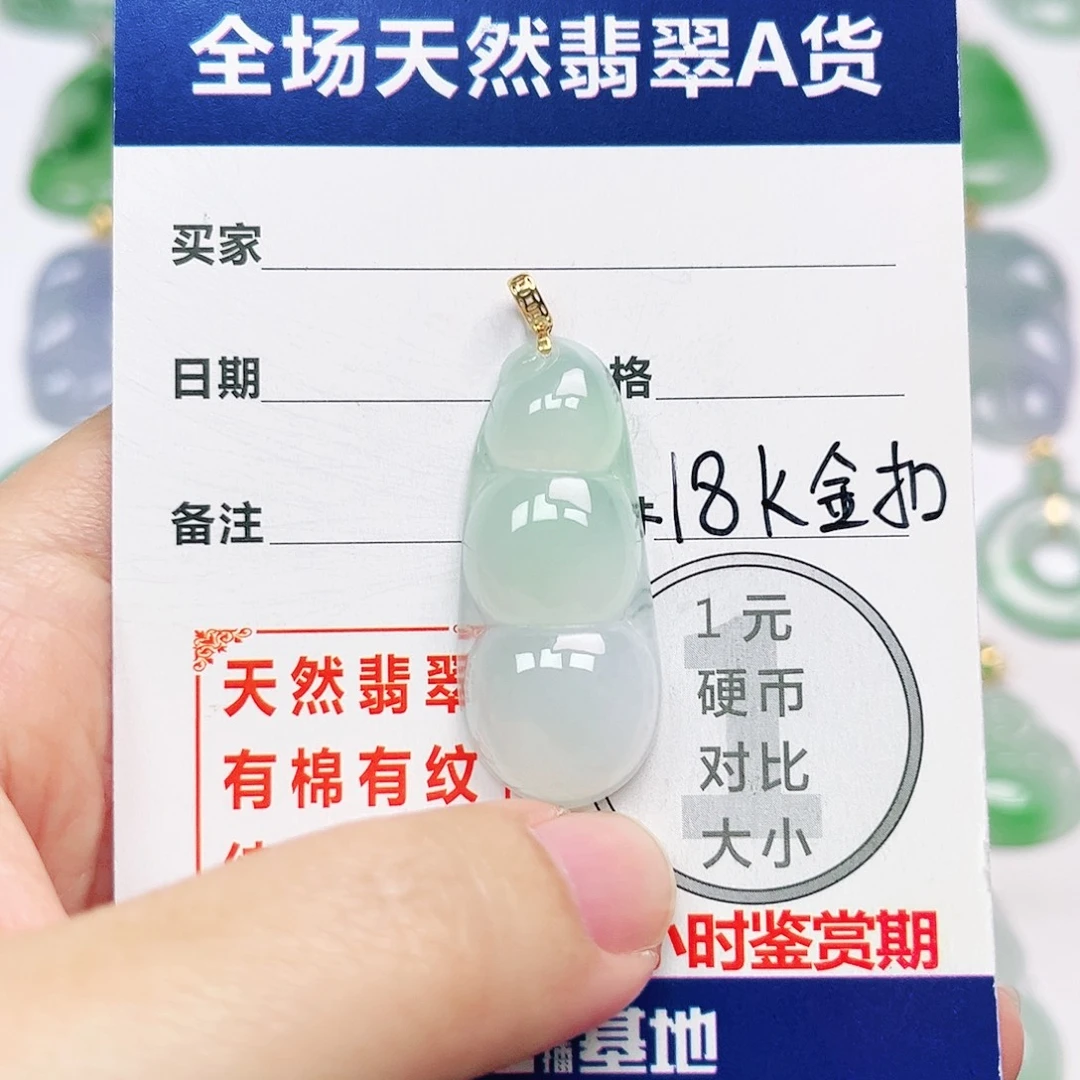 全场天然翡翠A货
买家
日期
格
备注
18K金扣
天然翡翠
有棉有纹
1元
硬币
对比
大小
小时鉴赏期
播基地